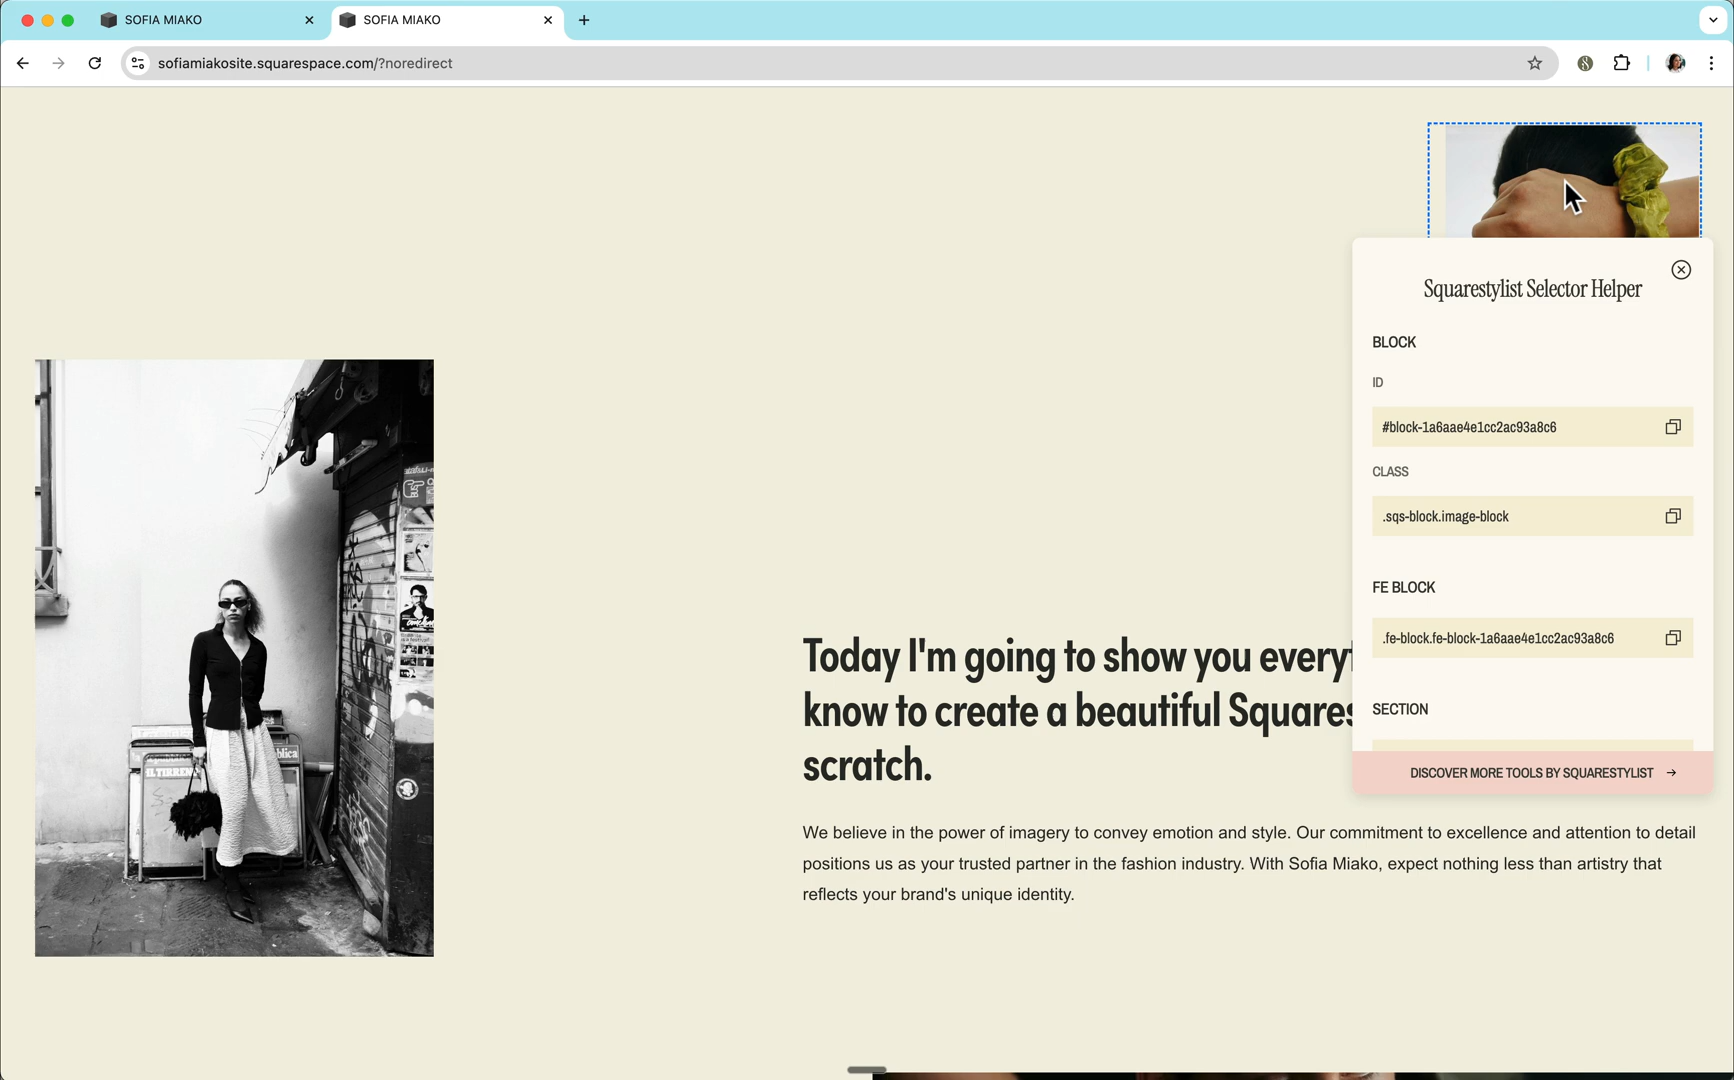 SOFIA MIAKO
SOFIA MIAKO
sofiamiakosite.squarespace.com/?noredirect
Squarestylist Selector Helper
BLOCK
ID
#block-1a6aae4e1cc2ac93a8c6
CLASS
.sqs-block.image-block
FE BLOCK
.fe-block.fe-block-1a6aae4e1cc2ac93a8c6
SECTION
DISCOVER MORE TOOLS BY SQUARESTYLIST →
Today I'm going to show you every
know to create a beautiful Squares
scratch.
We believe in the power of imagery to convey emotion and style. Our commitment to excellence and attention to detail
positions us as your trusted partner in the fashion industry. With Sofia Miako, expect nothing less than artistry that
reflects your brand's unique identity.
IL TIRRENO